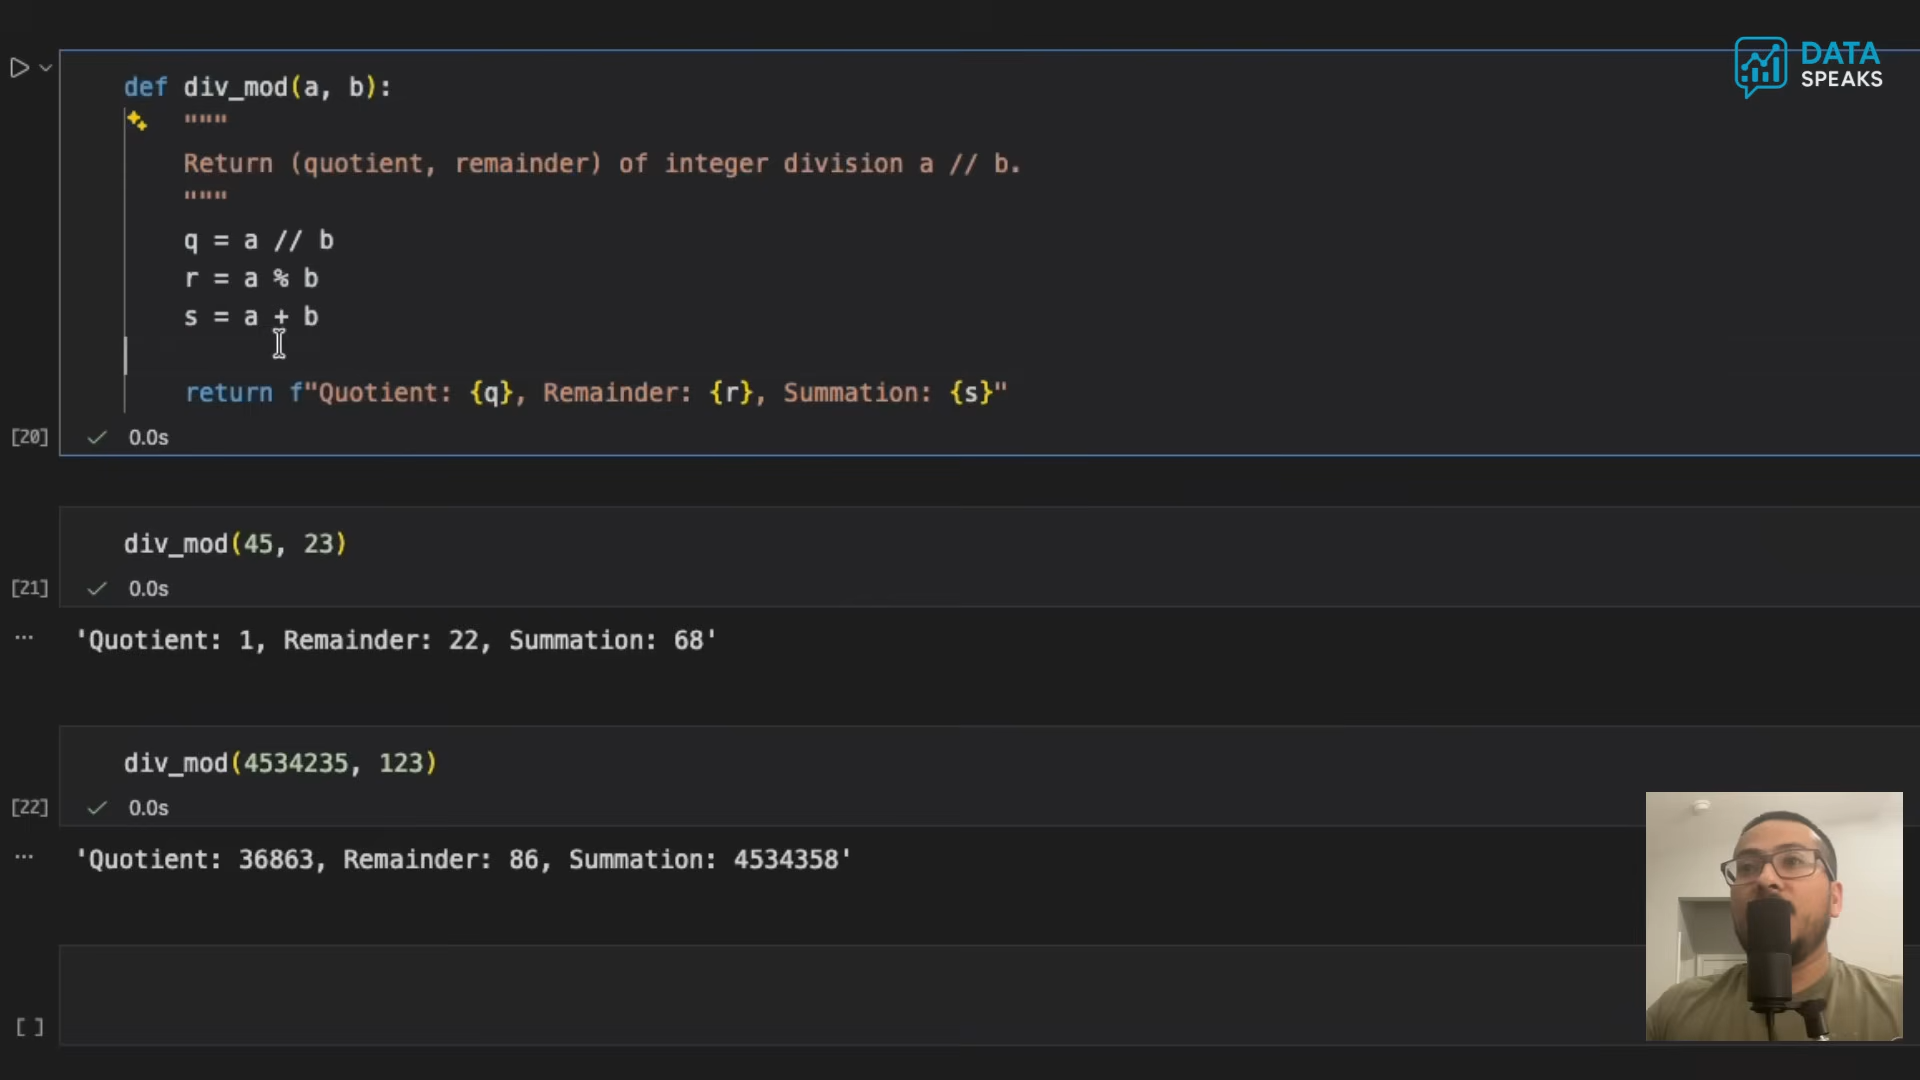 DATA
SPEAKS
def div_mod(a, b):
"""
Return (quotient, remainder) of integer division a // b.
"""
q = a // b
r = a % b
s = a + b
return f"Quotient: {q}, Remainder: {r}, Summation: {s}"
[20] 0.0s
div_mod(45, 23)
[21] 0.0s
... 'Quotient: 1, Remainder: 22, Summation: 68'
div_mod(4534235, 123)
[22] 0.0s
... 'Quotient: 36863, Remainder: 86, Summation: 4534358'
[ ]